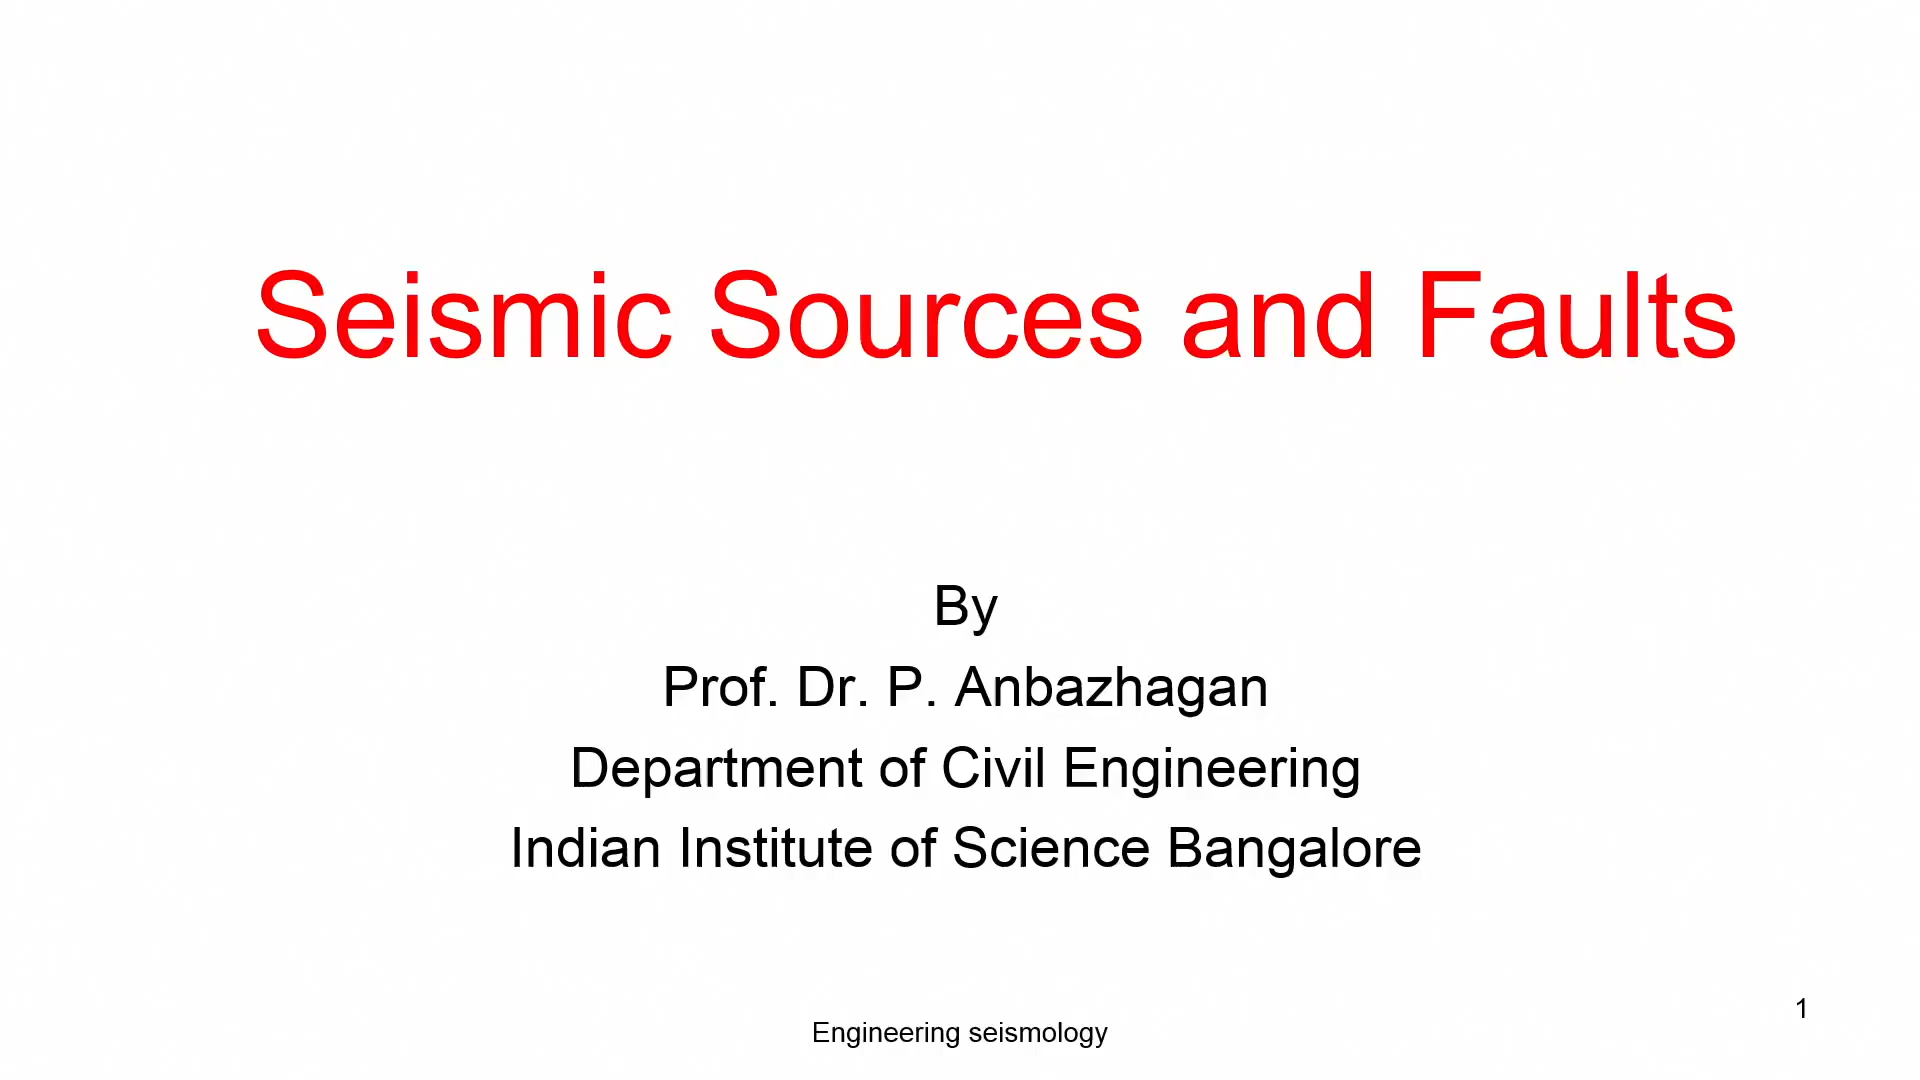 Seismic Sources and Faults
By
Prof. Dr. P. Anbazhagan
Department of Civil Engineering
Indian Institute of Science Bangalore
Engineering seismology
1